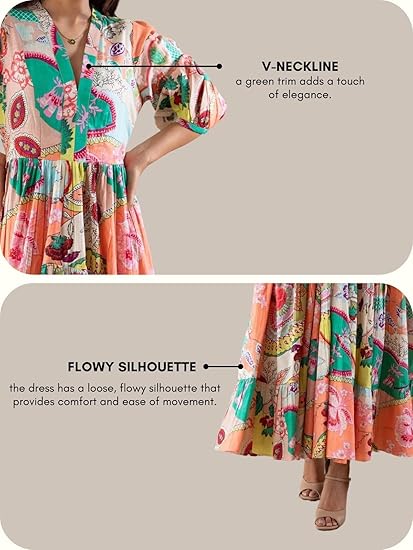 V-NECKLINE
a green trim adds a touch
of elegance.
FLOWY SILHOUETTE
the dress has a loose, flowy silhouette that
provides comfort and ease of movement.